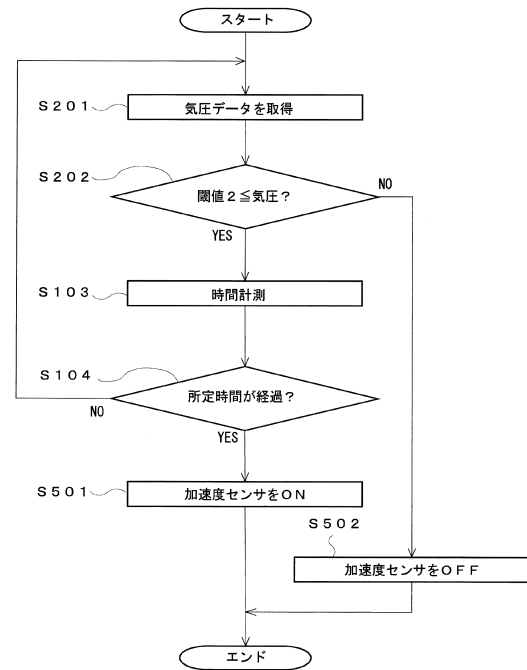 スタート
S201
気圧データを取得
S202
閾値2≦気圧?
NO
YES
S103
時間計測
S104
所定時間が経過?
NO
YES
S501
加速度センサをON
S502
加速度センサをOFF
エンド